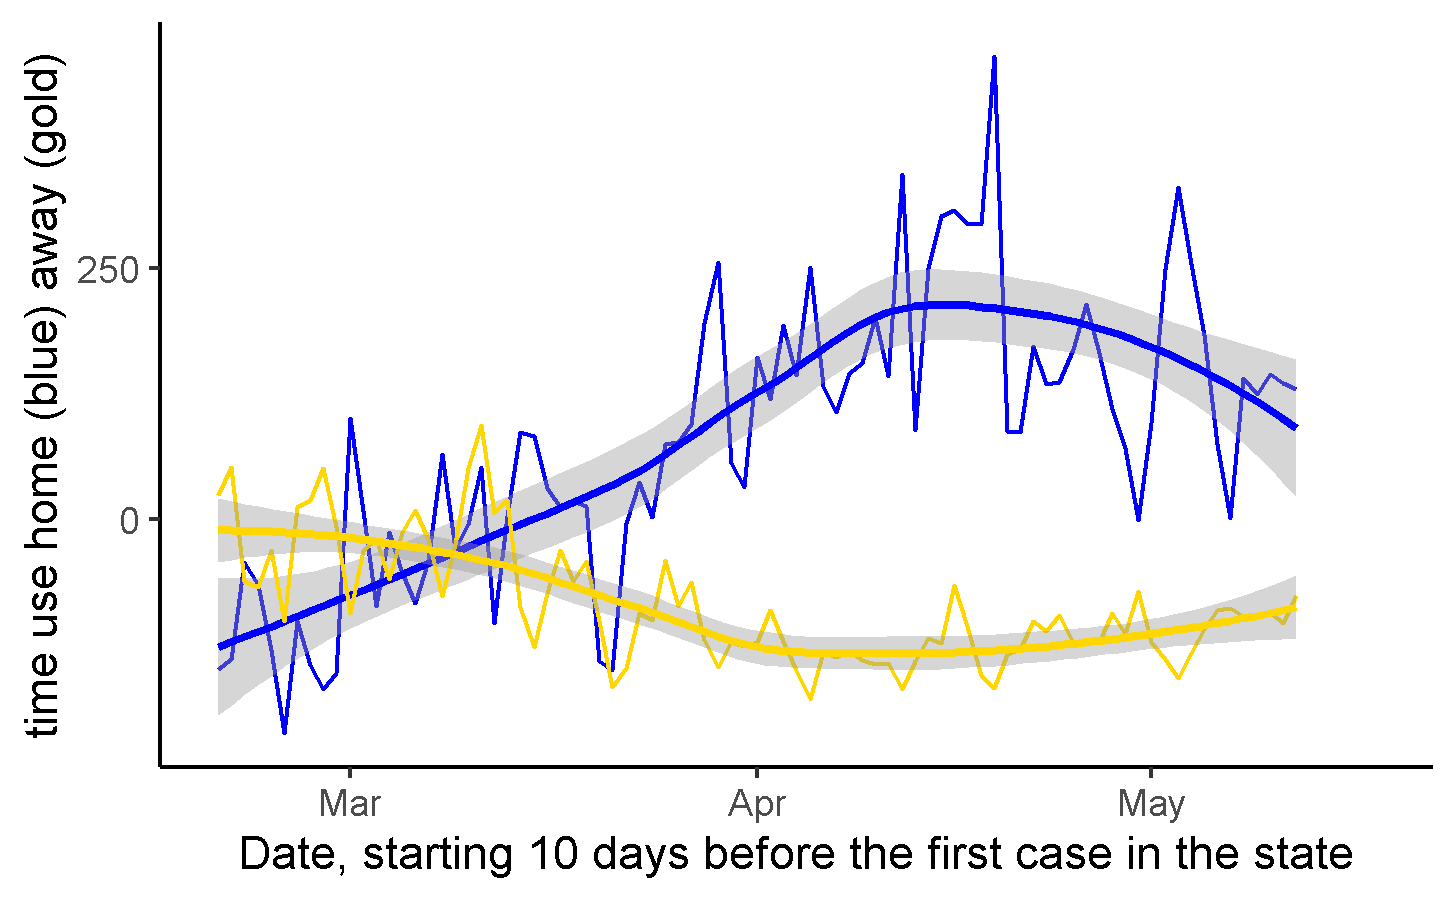 time use home (blue) away (gold)
250
0
Mar Apr May
Date, starting 10 days before the first case in the state